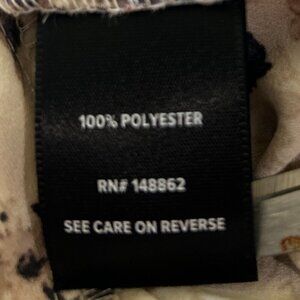 100% POLYESTER
RN# 148862
SEE CARE ON REVERSE